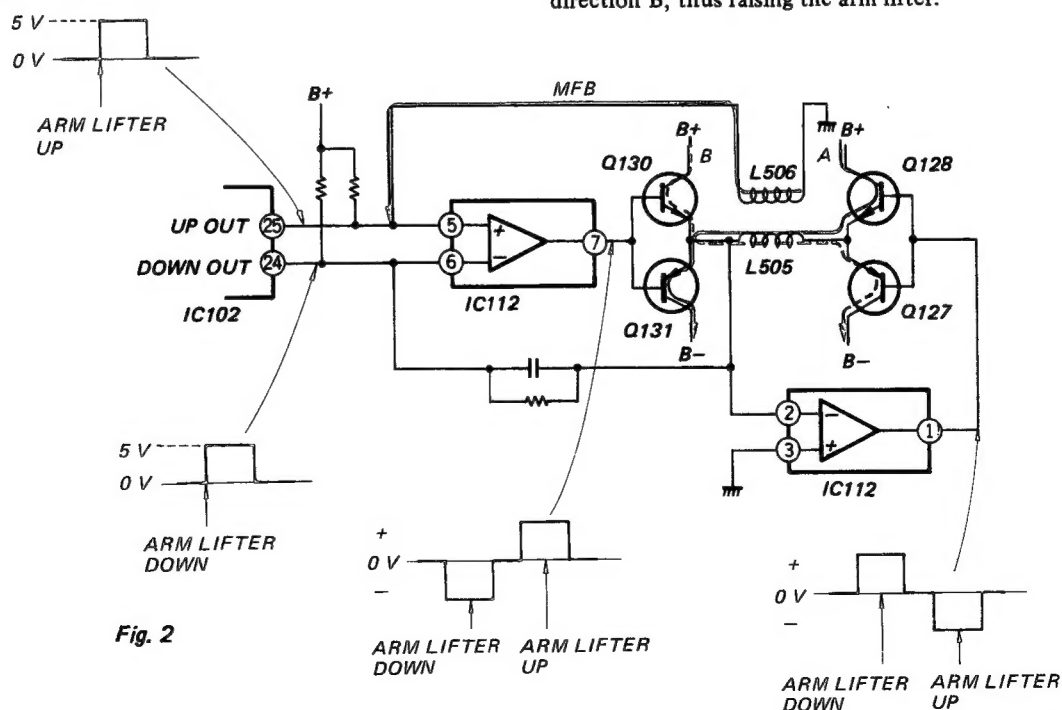 direction B, thus raising the arm lifter.
5 V
0 V
ARM LIFTER
UP
B+
MFB
B+
B
Q130
L506
B+
A
Q128
UP OUT
25
5
+
7
DOWN OUT
24
6
−
IC102
IC112
L505
Q131
Q127
B−
B−
2
−
1
3
+
IC112
5 V
0 V
ARM LIFTER
DOWN
+
0 V
−
ARM LIFTER
DOWN
ARM LIFTER
UP
+
0 V
−
ARM LIFTER
DOWN
ARM LIFTER
UP
Fig. 2